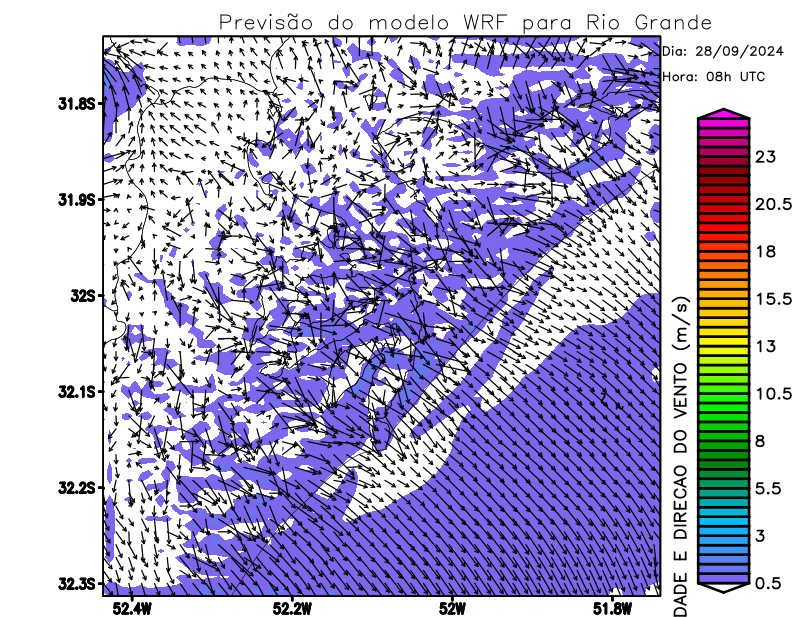 Previsão do modelo WRF para Rio Grande
Dia: 28/09/2024
Hora: 08h UTC
31.8S
31.9S
32S
32.1S
32.2S
32.3S
52.4W
52.2W
52W
51.8W
DADE E DIRECAO DO VENTO (m/s)
23
20.5
18
15.5
13
10.5
8
5.5
3
0.5